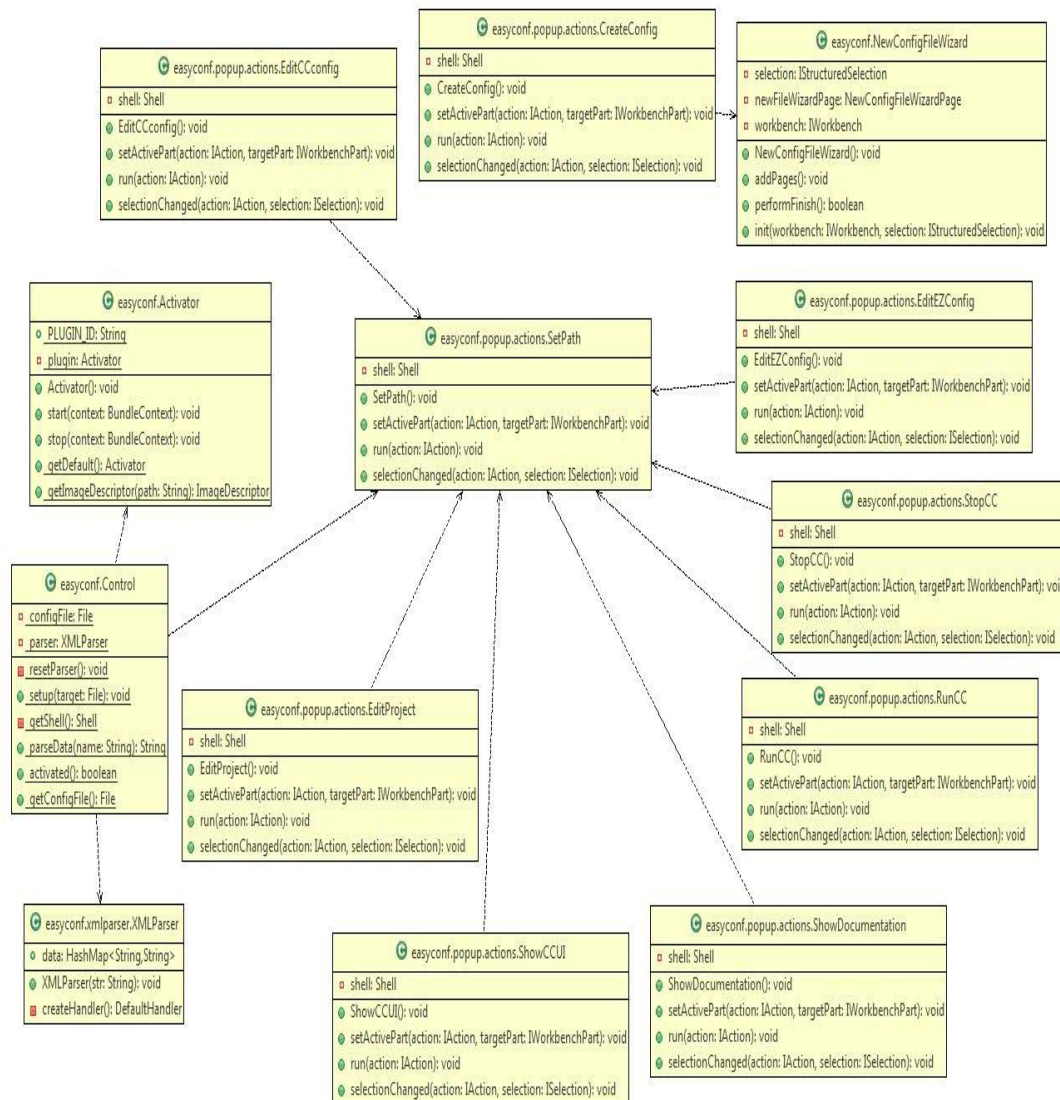 easyconf.popup.actions.CreateConfig
shell: Shell
CreateConfig(): void
setActivePart(action: IAction, targetPart: IWorkbenchPart): void
run(action: IAction): void
selectionChanged(action: IAction, selection: ISelection): void
easyconf.NewConfigFileWizard
selection: IStructuredSelection
newFileWizardPage: NewConfigFileWizardPage
workbench: IWorkbench
NewConfigFileWizard(): void
addPages(): void
performFinish(): boolean
init(workbench: IWorkbench, selection: IStructuredSelection): void
easyconf.popup.actions.EditCCconfig
shell: Shell
EditCCconfig(): void
setActivePart(action: IAction, targetPart: IWorkbenchPart): void
run(action: IAction): void
selectionChanged(action: IAction, selection: ISelection): void
easyconf.Activator
PLUGIN_ID: String
plugin: Activator
Activator(): void
start(context: BundleContext): void
stop(context: BundleContext): void
getDefault(): Activator
getImageDescriptor(path: String): ImageDescriptor
easyconf.popup.actions.SetPath
shell: Shell
SetPath(): void
setActivePart(action: IAction, targetPart: IWorkbenchPart): void
run(action: IAction): void
selectionChanged(action: IAction, selection: ISelection): void
easyconf.popup.actions.EditEZConfig
shell: Shell
EditEZConfig(): void
setActivePart(action: IAction, targetPart: IWorkbenchPart): void
run(action: IAction): void
selectionChanged(action: IAction, selection: ISelection): void
easyconf.popup.actions.StopCC
shell: Shell
StopCC(): void
setActivePart(action: IAction, targetPart: IWorkbenchPart): voi
run(action: IAction): void
selectionChanged(action: IAction, selection: ISelection): void
easyconf.Control
configFile: File
parser: XMLParser
resetParser(): void
setup(target: File): void
getShell(): Shell
parseData(name: String): String
activated(): boolean
getConfigFile(): File
easyconf.popup.actions.EditProject
shell: Shell
EditProject(): void
setActivePart(action: IAction, targetPart: IWorkbenchPart): void
run(action: IAction): void
selectionChanged(action: IAction, selection: ISelection): void
easyconf.popup.actions.RunCC
shell: Shell
RunCC(): void
setActivePart(action: IAction, targetPart: IWorkbenchPart): void
run(action: IAction): void
selectionChanged(action: IAction, selection: ISelection): void
easyconf.xmlparser.XMLParser
data: HashMap<String,String>
XMLParser(str: String): void
createHandler(): DefaultHandler
easyconf.popup.actions.ShowCCUI
shell: Shell
ShowCCUI(): void
setActivePart(action: IAction, targetPart: IWorkbenchPart): void
run(action: IAction): void
selectionChanged(action: IAction, selection: ISelection): void
easyconf.popup.actions.ShowDocumentation
shell: Shell
ShowDocumentation(): void
setActivePart(action: IAction, targetPart: IWorkbenchPart): void
run(action: IAction): void
selectionChanged(action: IAction, selection: ISelection): void